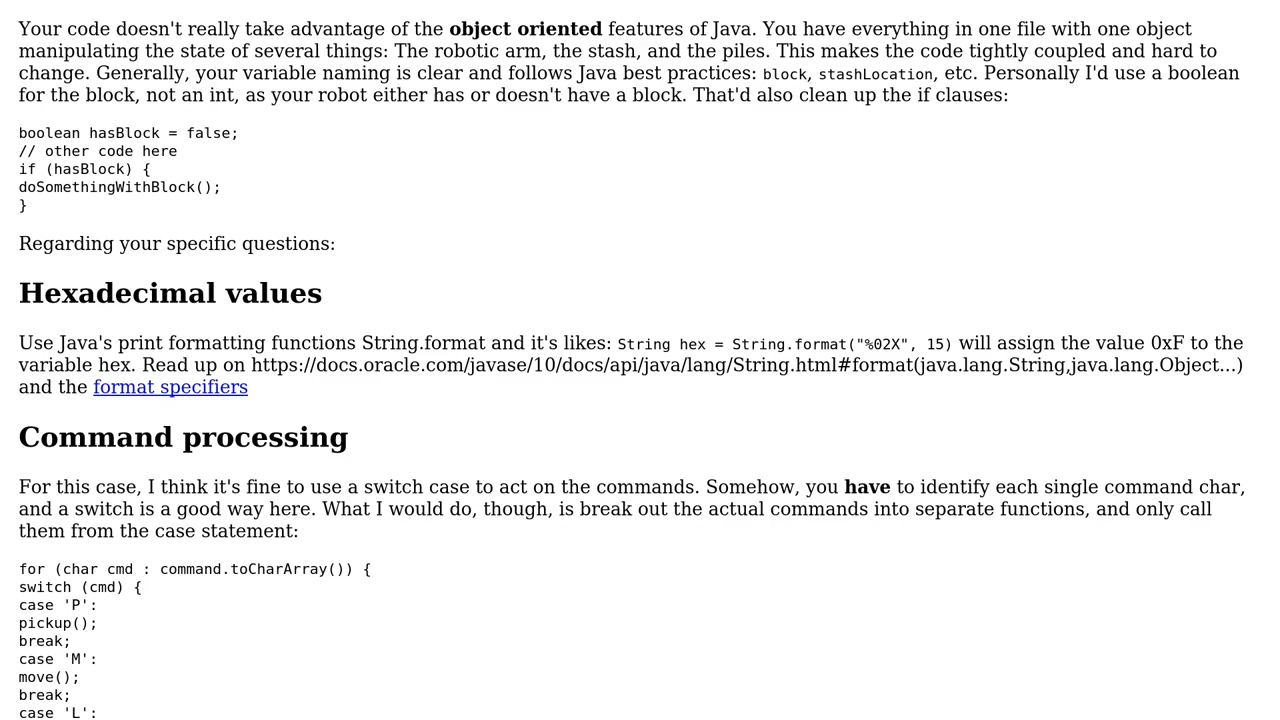 Your code doesn't really take advantage of the object oriented features of Java. You have everything in one file with one object
manipulating the state of several things: The robotic arm, the stash, and the piles. This makes the code tightly coupled and hard to
change. Generally, your variable naming is clear and follows Java best practices: block, stashLocation, etc. Personally I'd use a boolean
for the block, not an int, as your robot either has or doesn't have a block. That'd also clean up the if clauses:
boolean hasBlock = false;
// other code here
if (hasBlock) {
doSomethingWithBlock();
}
Regarding your specific questions:
Hexadecimal values
Use Java's print formatting functions String.format and it's likes: String hex = String.format("%02X", 15) will assign the value 0xF to the
variable hex. Read up on https://docs.oracle.com/javase/10/docs/api/java/lang/String.html#format(java.lang.String,java.lang.Object...)
and the format specifiers
Command processing
For this case, I think it's fine to use a switch case to act on the commands. Somehow, you have to identify each single command char,
and a switch is a good way here. What I would do, though, is break out the actual commands into separate functions, and only call
them from the case statement:
for (char cmd : command.toCharArray()) {
switch (cmd) {
case 'P':
pickup();
break;
case 'M':
move();
break;
case 'L':